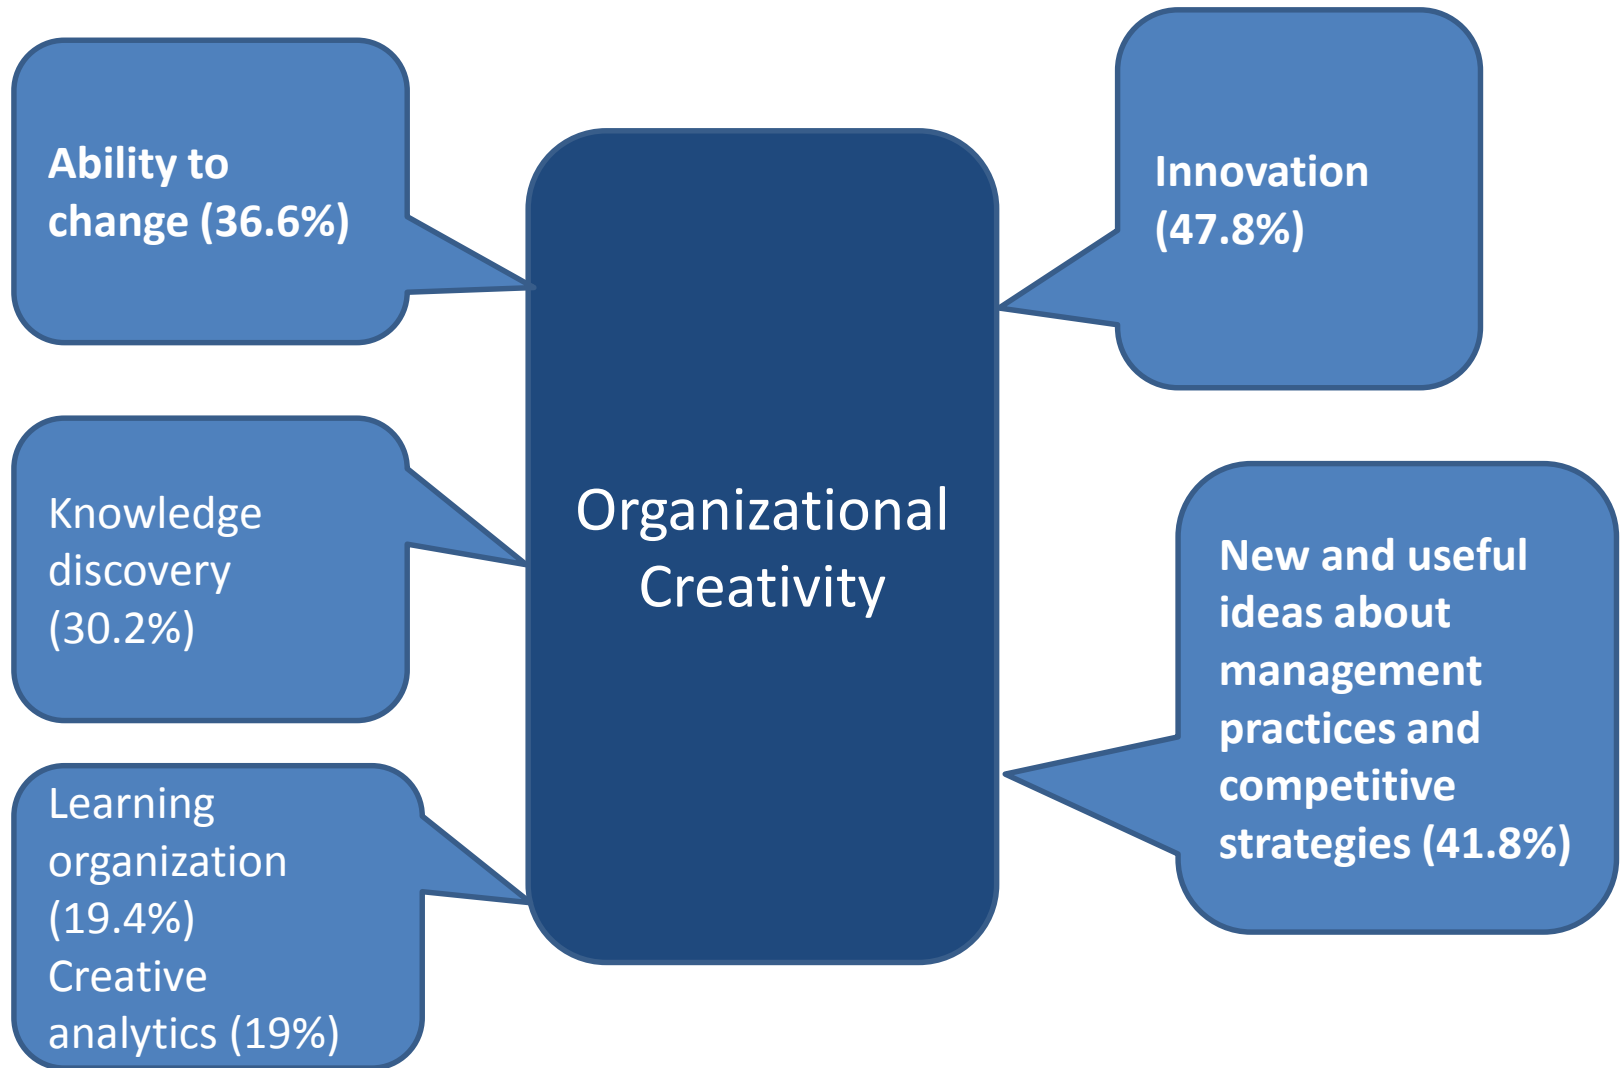 Ability to
change (36.6%)
Knowledge
discovery
(30.2%)
Learning
organization
(19.4%)
Creative
analytics (19%)
Organizational
Creativity
Innovation
(47.8%)
New and useful
ideas about
management
practices and
competitive
strategies (41.8%)